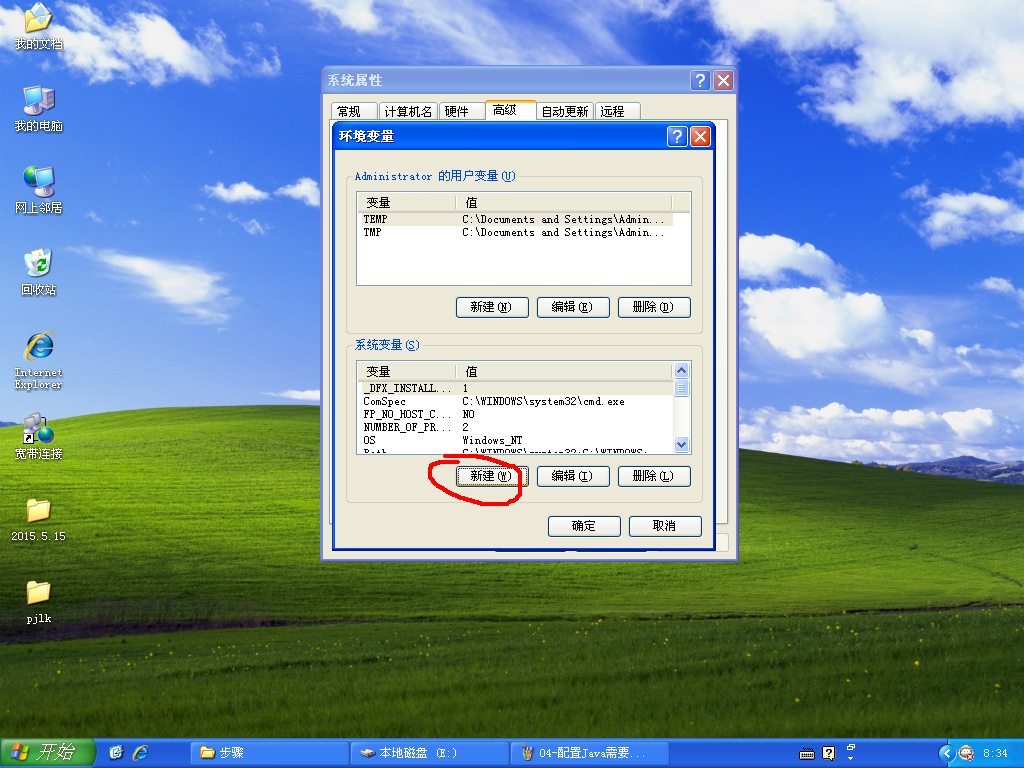 我的文档
我的电脑
网上邻居
回收站
Internet
Explorer
宽带连接
2015.5.15
pjlk
系统属性
常规 计算机名 硬件 高级 自动更新 远程
环境变量
Administrator 的用户变量(U)
变量 值
TEMP C:\Documents and Settings\Admin...
TMP C:\Documents and Settings\Admin...
新建(N) 编辑(E) 删除(D)
系统变量(S)
变量 值
_DFX_INSTALL... 1
ComSpec C:\WINDOWS\system32\cmd.exe
FP_NO_HOST_C... NO
NUMBER_OF_PR... 2
OS Windows_NT
Path C:\WINDOWS\system32;C:\WINDOWS;
新建(W) 编辑(I) 删除(L)
确定 取消
开始 步骤 本地磁盘 (E:) 04-配置Java需要... 8:34